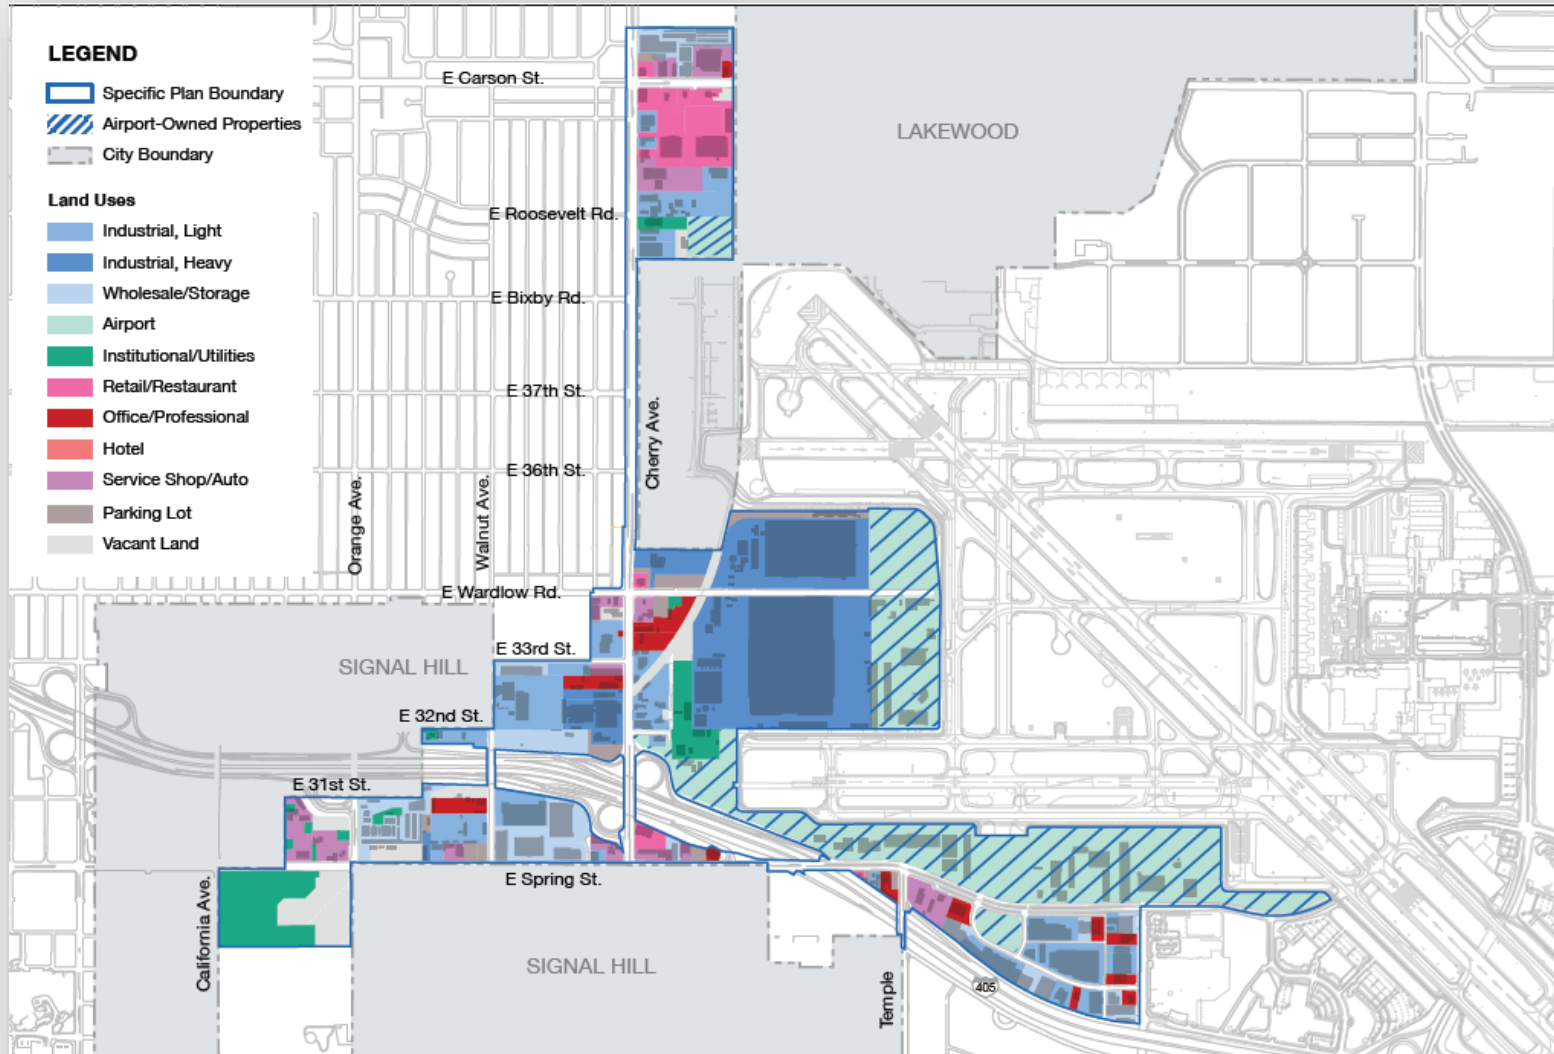 LEGEND
Specific Plan Boundary
Airport-Owned Properties
City Boundary
Land Uses
Industrial, Light
Industrial, Heavy
Wholesale/Storage
Airport
Institutional/Utilities
Retail/Restaurant
Office/Professional
Hotel
Service Shop/Auto
Parking Lot
Vacant Land
E Carson St.
LAKEWOOD
E Roosevelt Rd.
E Bixby Rd.
E 37th St.
Cherry Ave.
E 36th St.
Orange Ave.
Walnut Ave.
E Wardlow Rd.
E 33rd St.
SIGNAL HILL
E 32nd St.
E 31st St.
E Spring St.
California Ave.
SIGNAL HILL
Temple
405